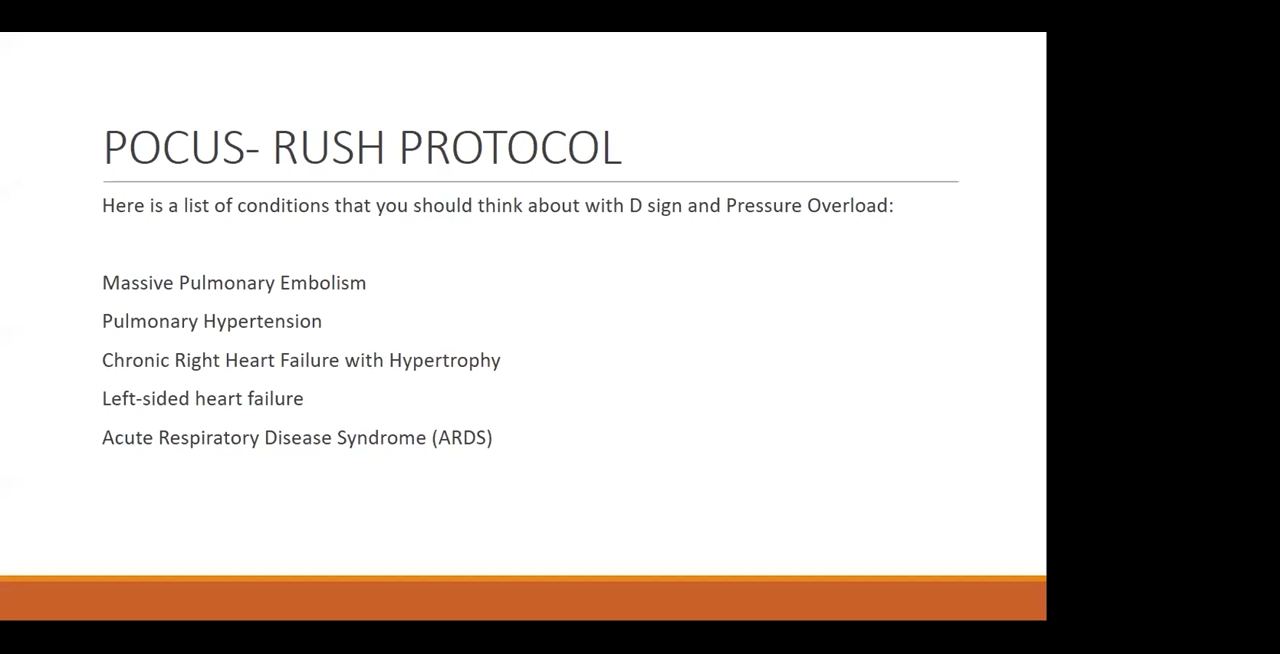 POCUS- RUSH PROTOCOL
Here is a list of conditions that you should think about with D sign and Pressure Overload:
Massive Pulmonary Embolism
Pulmonary Hypertension
Chronic Right Heart Failure with Hypertrophy
Left-sided heart failure
Acute Respiratory Disease Syndrome (ARDS)